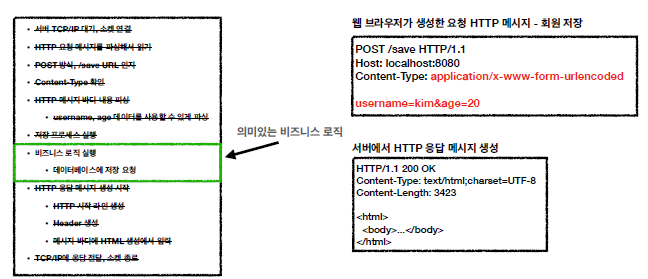 서버 TCP/IP 대기, 소켓 연결
HTTP 요청 메시지를 파싱해서 읽기
POST 방식, /save URL 인지
Content-Type 확인
HTTP 메시지 바디 내용 파싱
username, age 데이터를 사용할 수 있게 파싱
저장 프로세스 실행
비즈니스 로직 실행
데이터베이스에 저장 요청
HTTP 응답 메시지 생성 시작
HTTP 시작 라인 생성
Header 생성
메시지 바디에 HTML 생성에서 입력
TCP/IP에 응답 전달, 소켓 종료
의미있는 비즈니스 로직
웹 브라우저가 생성한 요청 HTTP 메시지 - 회원 저장
POST /save HTTP/1.1
Host: localhost:8080
Content-Type: application/x-www-form-urlencoded
username=kim&age=20
서버에서 HTTP 응답 메시지 생성
HTTP/1.1 200 OK
Content-Type: text/html;charset=UTF-8
Content-Length: 3423
<html>
<body>...</body>
</html>